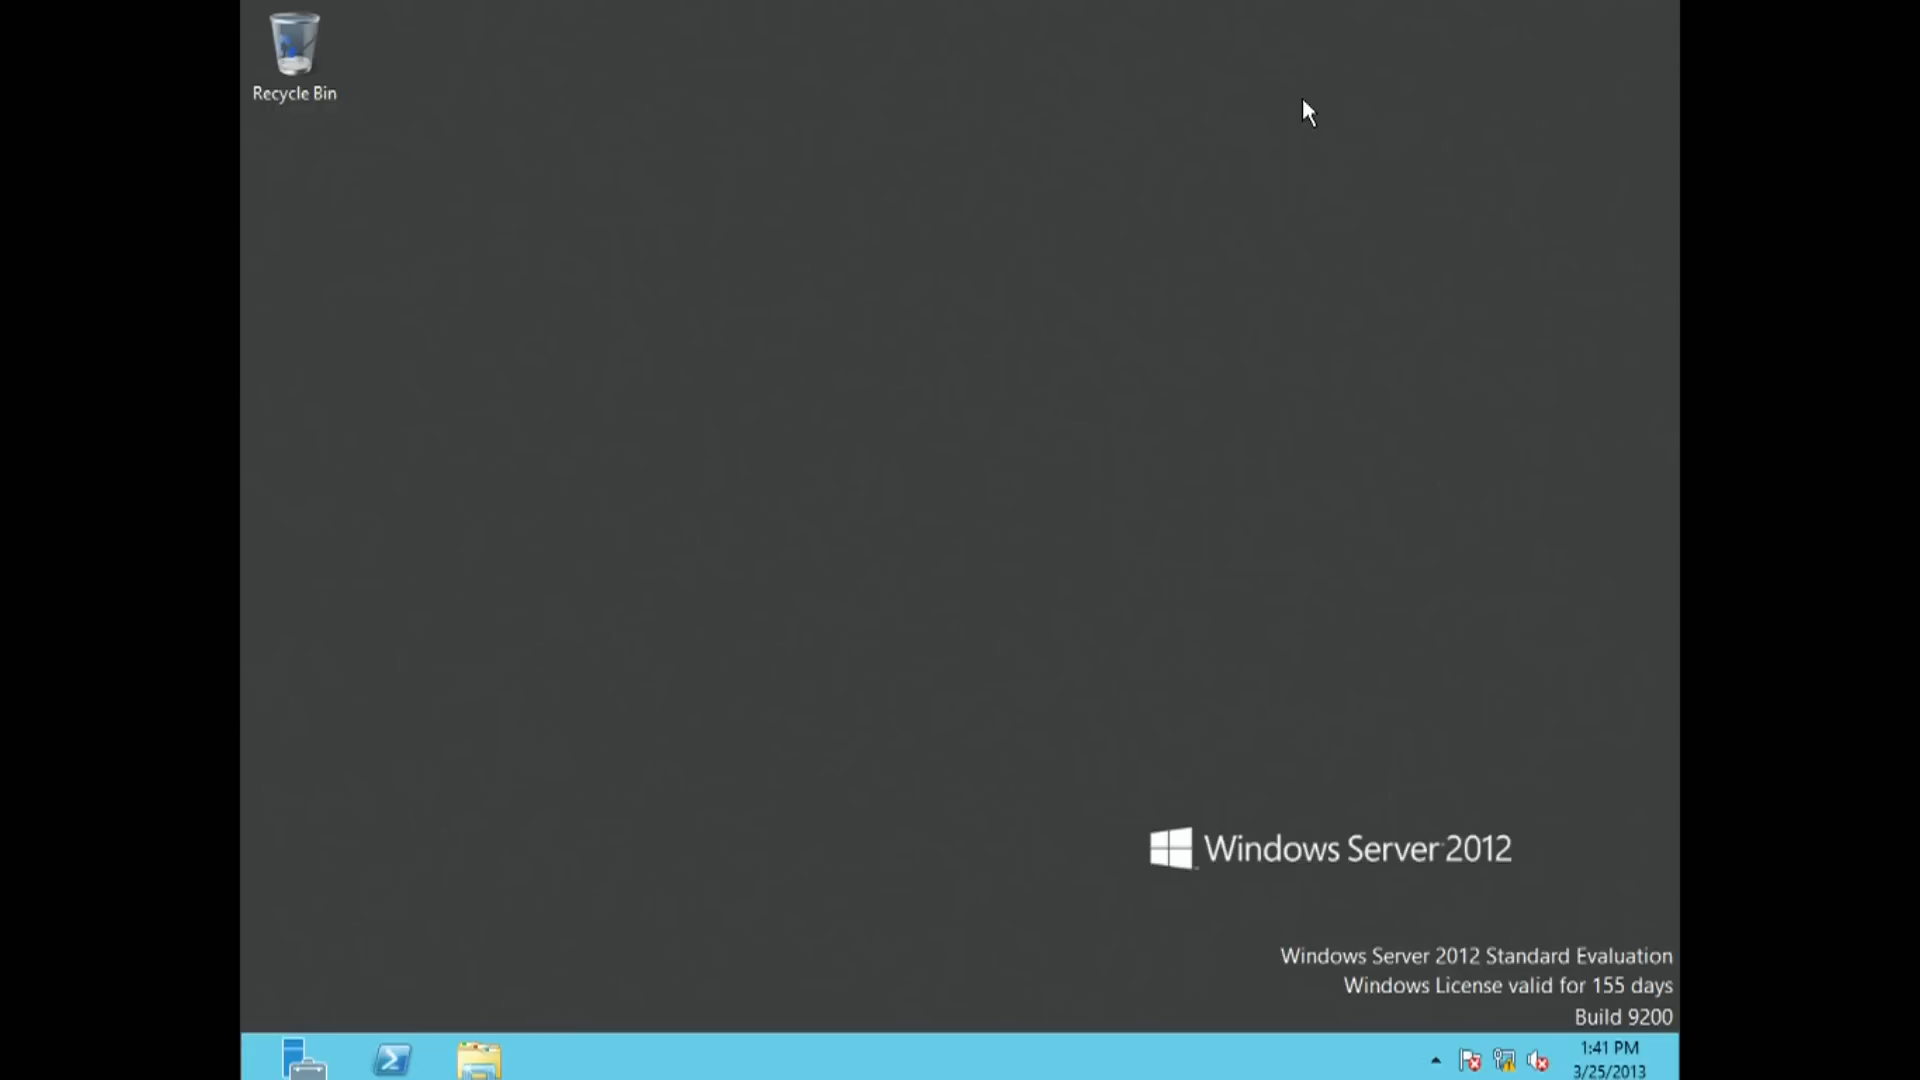 Recycle Bin
Windows Server 2012
Windows Server 2012 Standard Evaluation
Windows License valid for 155 days
Build 9200
1:41 PM
3/25/2013